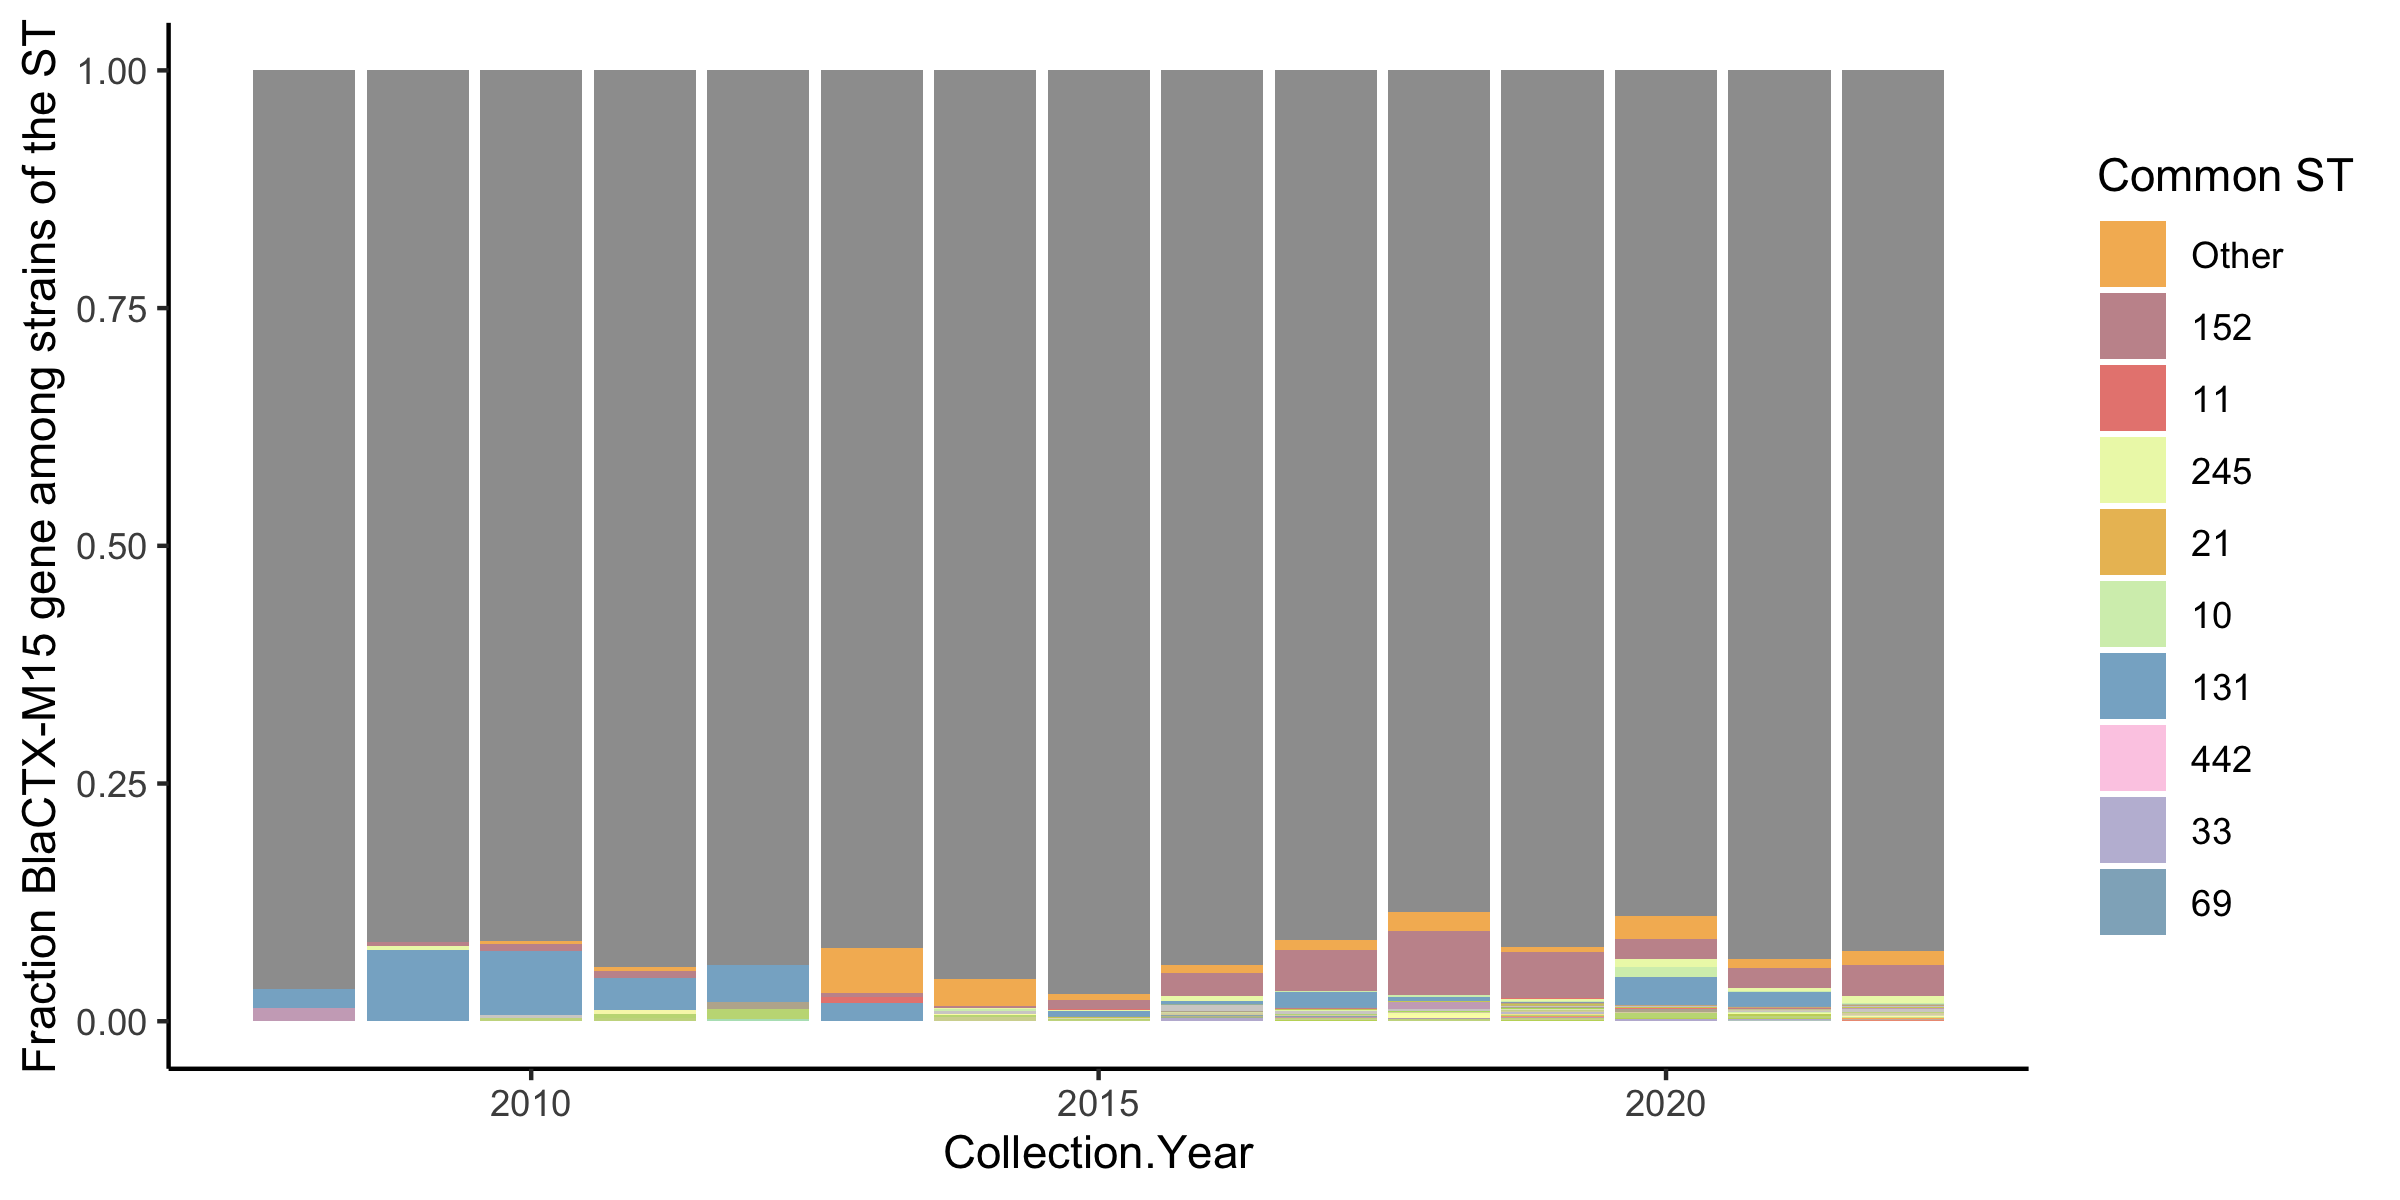 Fraction BlaCTX-M15 gene among strains of the ST
1.00
0.75
0.50
0.25
0.00
2010 2015 2020
Collection.Year
Common ST
Other
152
11
245
21
10
131
442
33
69